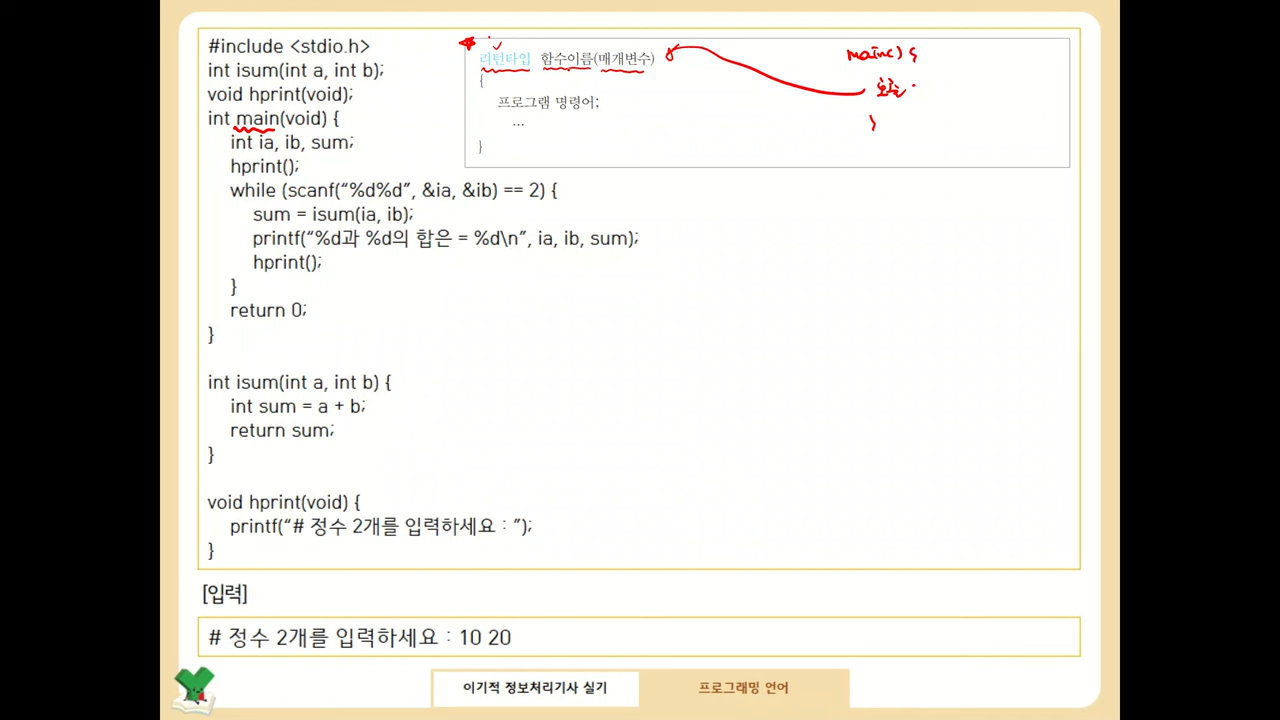 #include <stdio.h>
int isum(int a, int b);
void hprint(void);
int main(void) {
int ia, ib, sum;
hprint();
while (scanf(“%d%d”, &ia, &ib) == 2) {
sum = isum(ia, ib);
printf(“%d과 %d의 합은 = %d\n”, ia, ib, sum);
hprint();
}
return 0;
}
int isum(int a, int b) {
int sum = a + b;
return sum;
}
void hprint(void) {
printf(“# 정수 2개를 입력하세요 : ”);
}
리턴타입 함수이름(매개변수)
{
프로그램 명령어;
...
}
main() {
호출
}
[입력]
# 정수 2개를 입력하세요 : 10 20
이기적 정보처리기사 실기
프로그래밍 언어